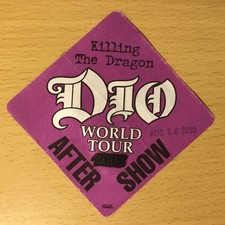 Killing
The Dragon
DIO
WORLD
TOUR
AFTER
SHOW